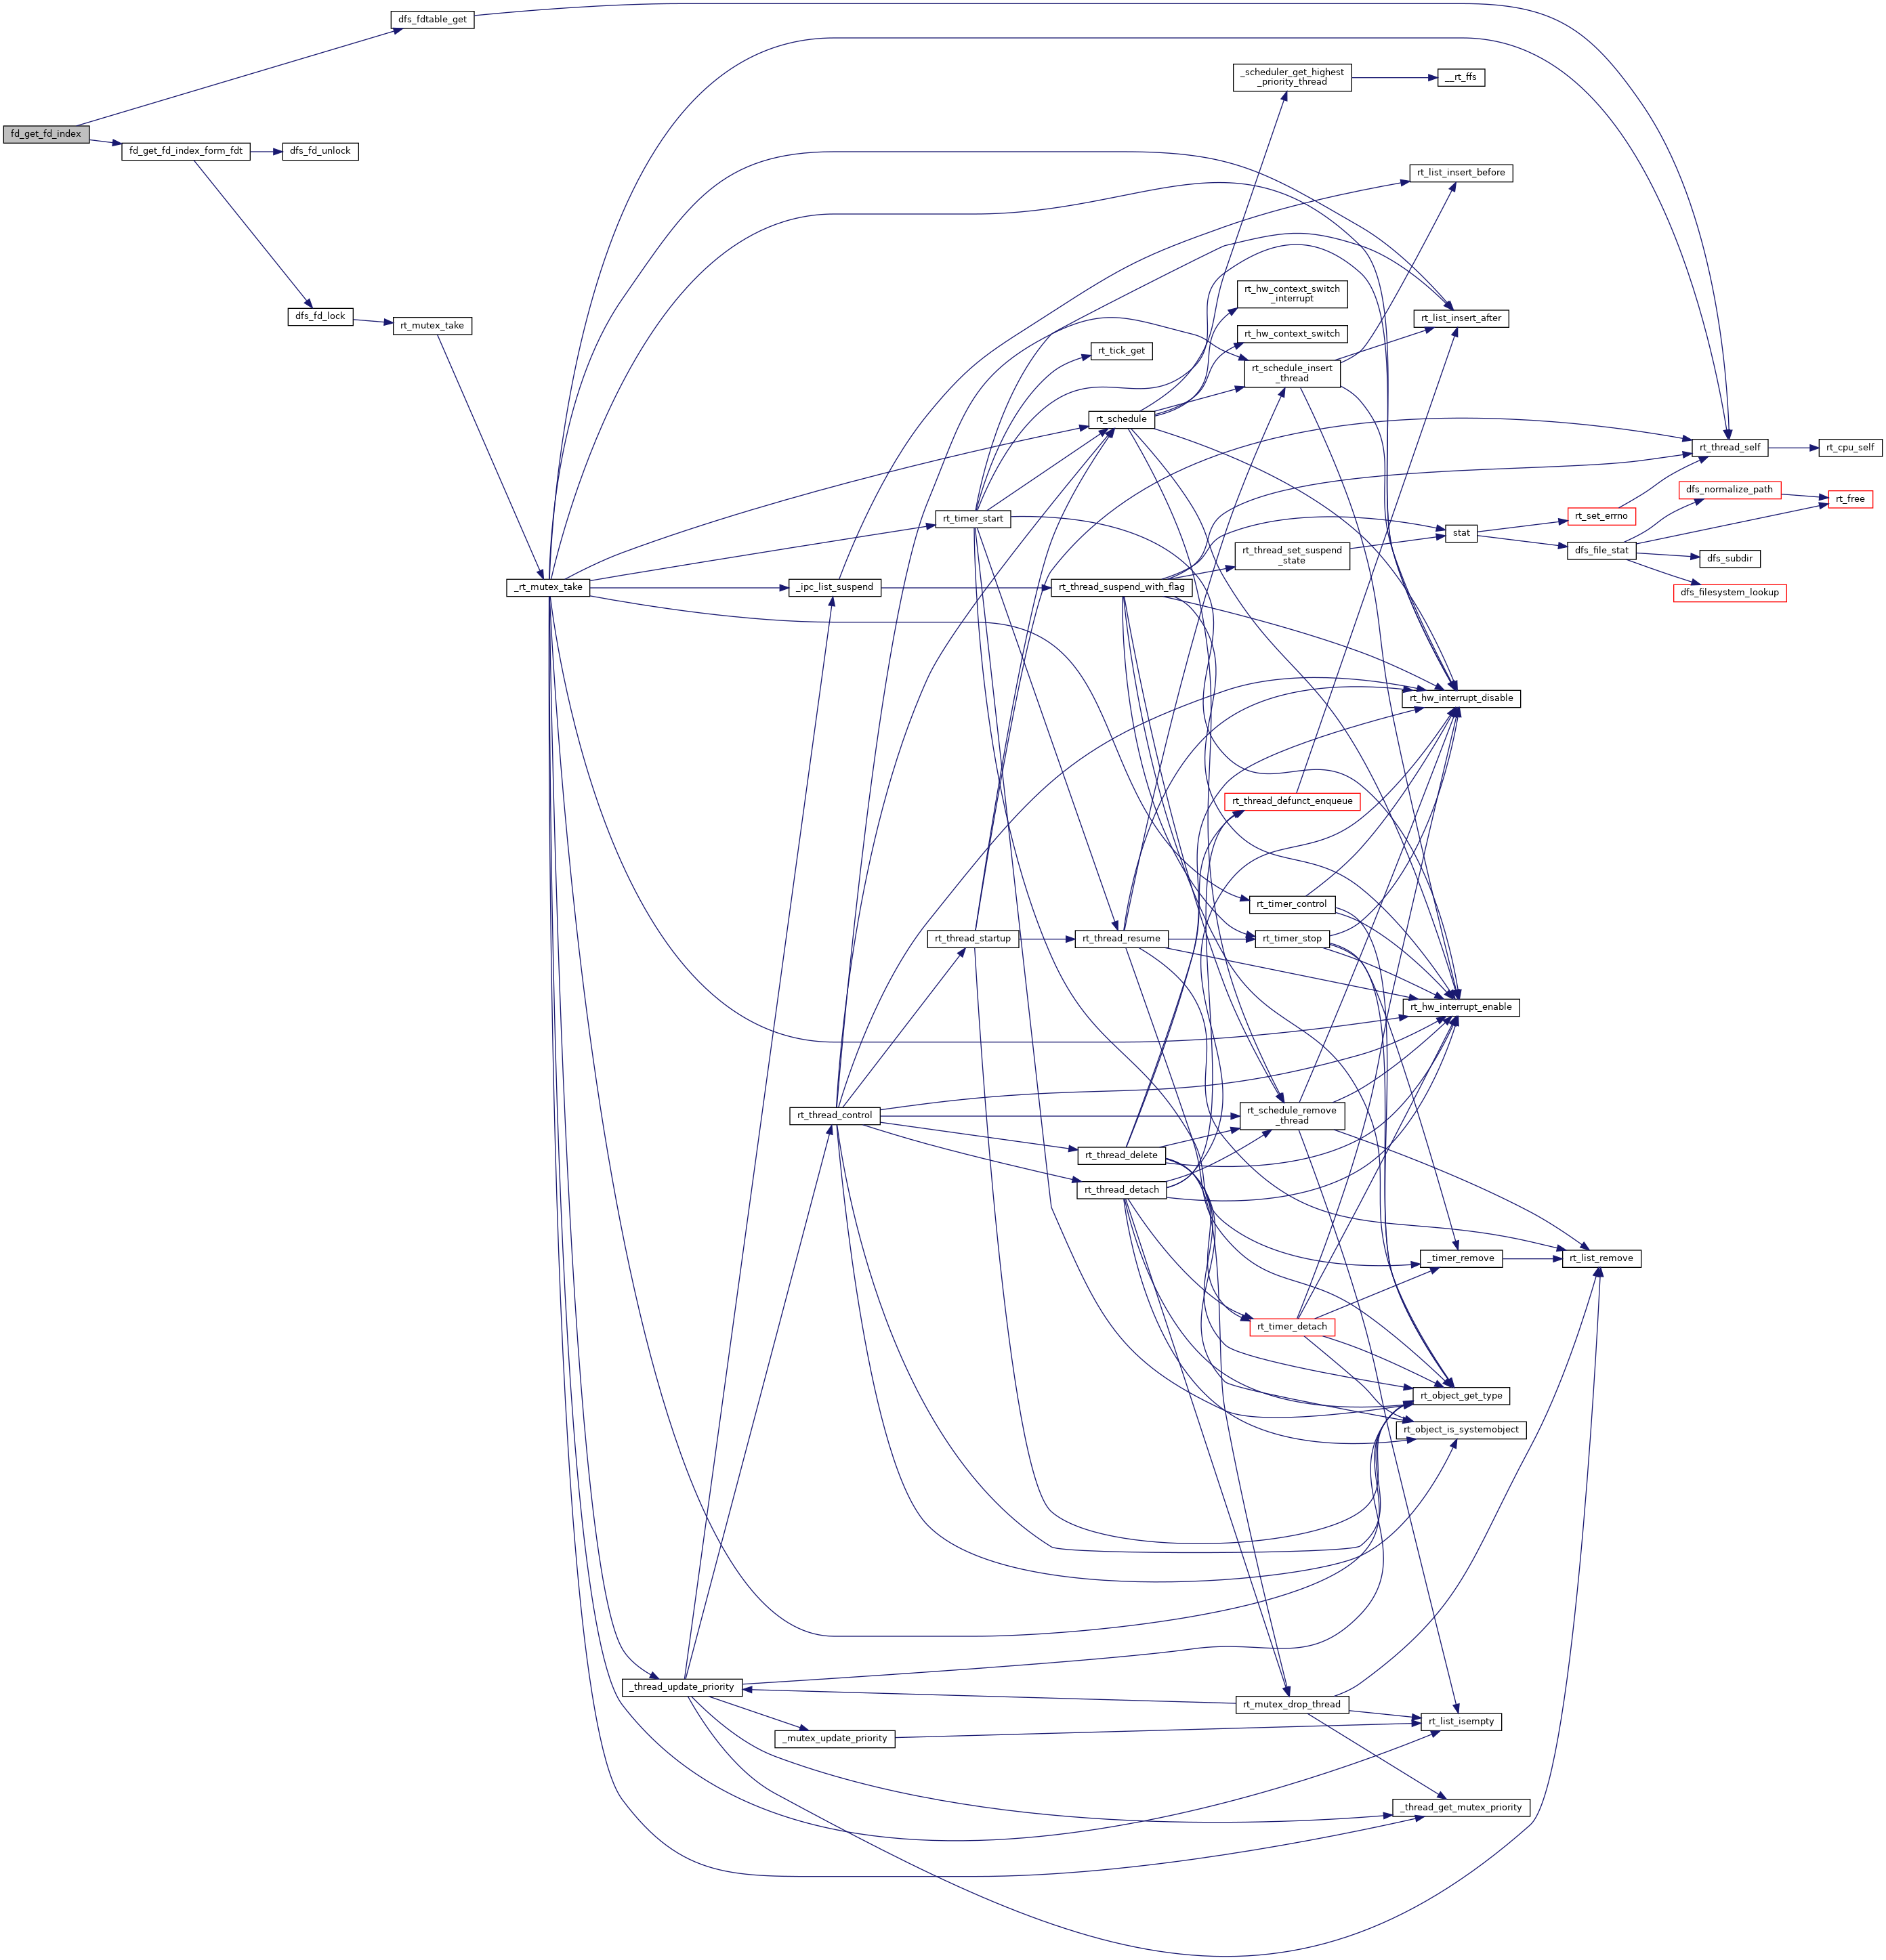 dfs_fdtable_get
_scheduler_get_highest
_priority_thread
__rt_ffs
fd_get_fd_index
fd_get_fd_index_form_fdt
dfs_fd_unlock
rt_list_insert_before
rt_hw_context_switch
_interrupt
dfs_fd_lock
rt_mutex_take
rt_list_insert_after
rt_hw_context_switch
rt_tick_get
rt_schedule_insert
_thread
rt_schedule
rt_thread_self
rt_cpu_self
dfs_normalize_path
rt_free
rt_timer_start
rt_set_errno
stat
rt_thread_set_suspend
_state
dfs_file_stat
dfs_subdir
_rt_mutex_take
_ipc_list_suspend
rt_thread_suspend_with_flag
dfs_filesystem_lookup
rt_hw_interrupt_disable
rt_thread_defunct_enqueue
rt_timer_control
rt_thread_startup
rt_thread_resume
rt_timer_stop
rt_hw_interrupt_enable
rt_thread_control
rt_schedule_remove
_thread
rt_thread_delete
rt_thread_detach
_timer_remove
rt_list_remove
rt_timer_detach
rt_object_get_type
rt_object_is_systemobject
_thread_update_priority
rt_mutex_drop_thread
rt_list_isempty
_mutex_update_priority
_thread_get_mutex_priority